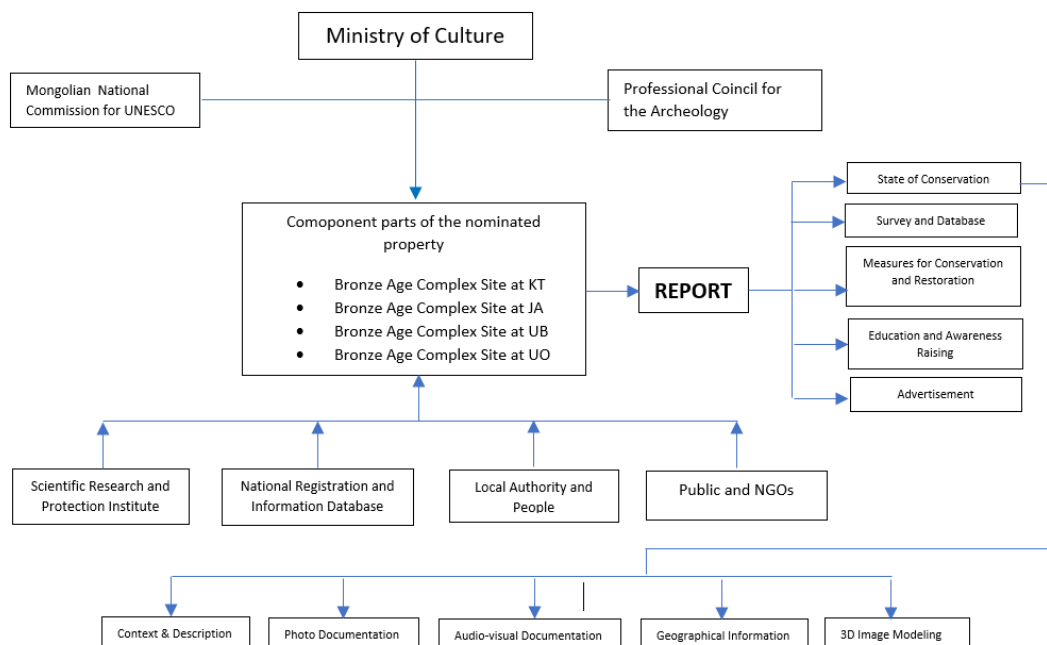 Ministry of Culture
Mongolian National
Commission for UNESCO
Professional Coincil for
the Archeology
Comoponent parts of the nominated
property
• Bronze Age Complex Site at KT
• Bronze Age Complex Site at JA
• Bronze Age Complex Site at UB
• Bronze Age Complex Site at UO
REPORT
State of Conservation
Survey and Database
Measures for Conservation
and Restoration
Education and Awareness
Raising
Advertisement
Scientific Research and
Protection Institute
National Registration and
Information Database
Local Authority and
People
Public and NGOs
Context & Description
Photo Documentation
Audio-visual Documentation
Geographical Information
3D Image Modeling